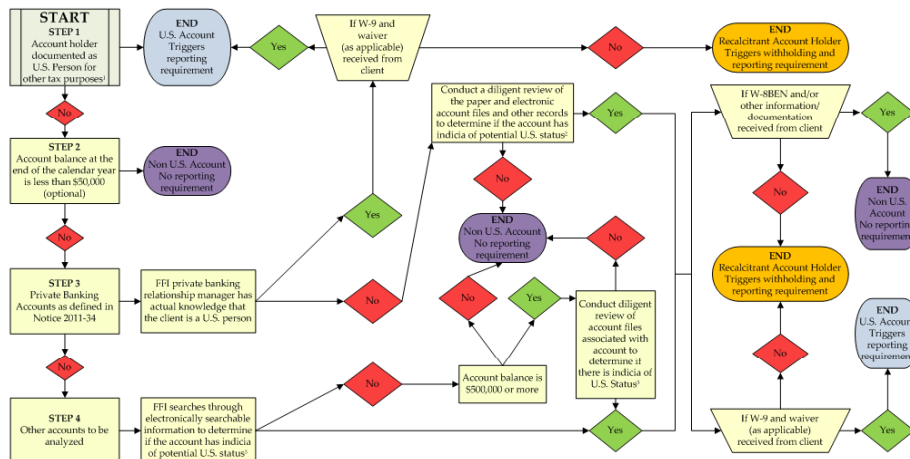 START
STEP 1
Account holder
documented as
U.S. Person for
other tax purposes¹
END
U.S. Account
Triggers
reporting
requirement
Yes
If W-9 and
waiver
(as applicable)
received from
client
No
END
Recalcitrant Account Holder
Triggers withholding and
reporting requirement
No
STEP 2
Account balance at the
end of the calendar year
is less than $50,000
(optional)
END
Non U.S. Account
No reporting
requirement
No
STEP 3
Private Banking
Accounts as defined in
Notice 2011-34
FFI private banking
relationship manager has
actual knowledge that
the client is a U.S. person
Yes
No
Conduct a diligent review of
the paper and electronic
account files and other records
to determine if the account has
indicia of potential U.S. status²
Yes
No
END
Non U.S. Account
No reporting
requirement
No
No
Yes
Conduct diligent
review of
account files
associated with
account to
determine if
there is indicia of
U.S. Status³
Account balance is
$500,000 or more
No
STEP 4
Other accounts to be
analyzed
FFI searches through
electronically searchable
information to determine
if the account has indicia
of potential U.S. status³
No
Yes
If W-8BEN and/or
other information/
documentation
received from client
Yes
No
END
Non U.S.
Account
No reporting
requirement
END
Recalcitrant Account Holder
Triggers withholding and
reporting requirement
No
END
U.S. Account
Triggers
reporting
requirement
If W-9 and waiver
(as applicable)
received from client
Yes